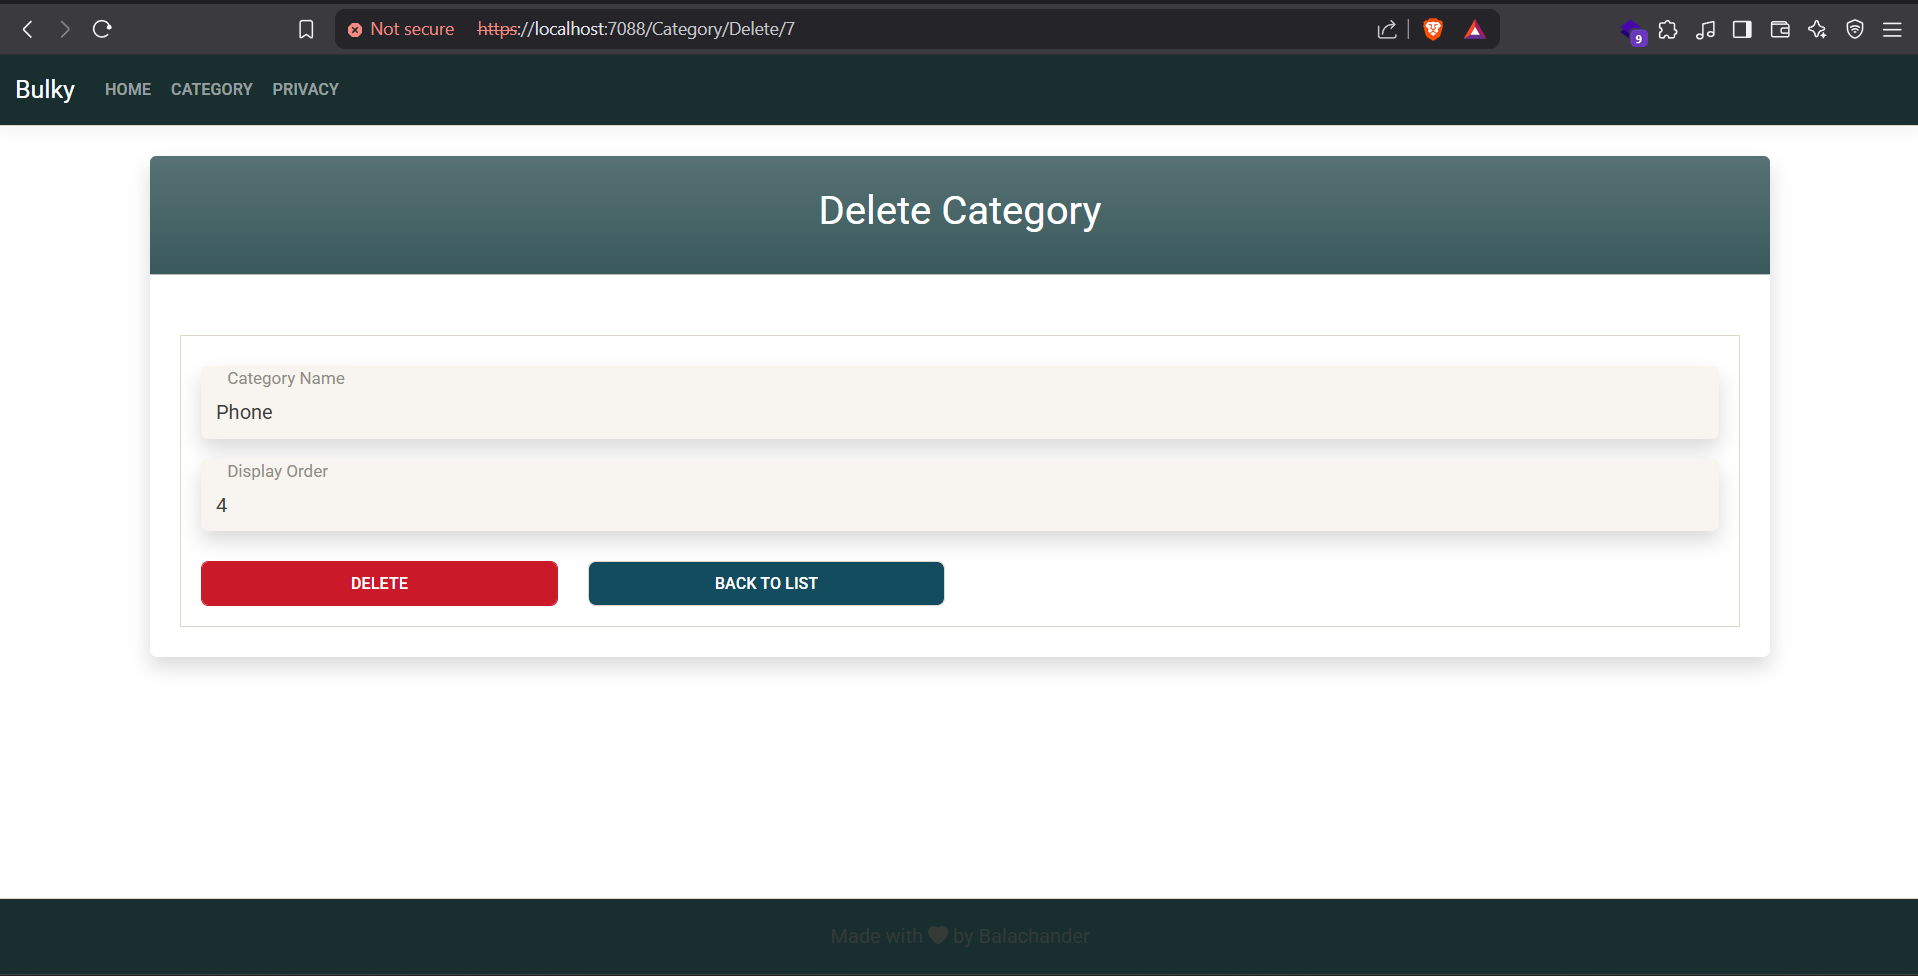 Not secure https://localhost:7088/Category/Delete/7
9
Bulky HOME CATEGORY PRIVACY
Delete Category
Category Name
Phone
Display Order
4
DELETE BACK TO LIST
Made with by Balachander